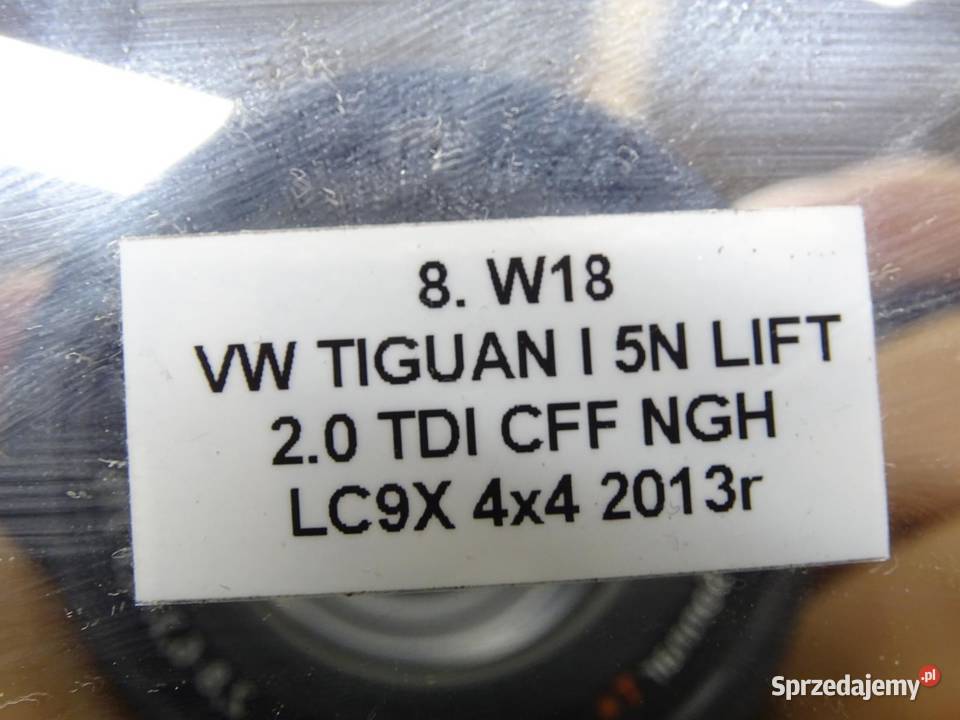 8. W18
VW TIGUAN I 5N LIFT
2.0 TDI CFF NGH
LC9X 4x4 2013r
Sprzedajemy.pl